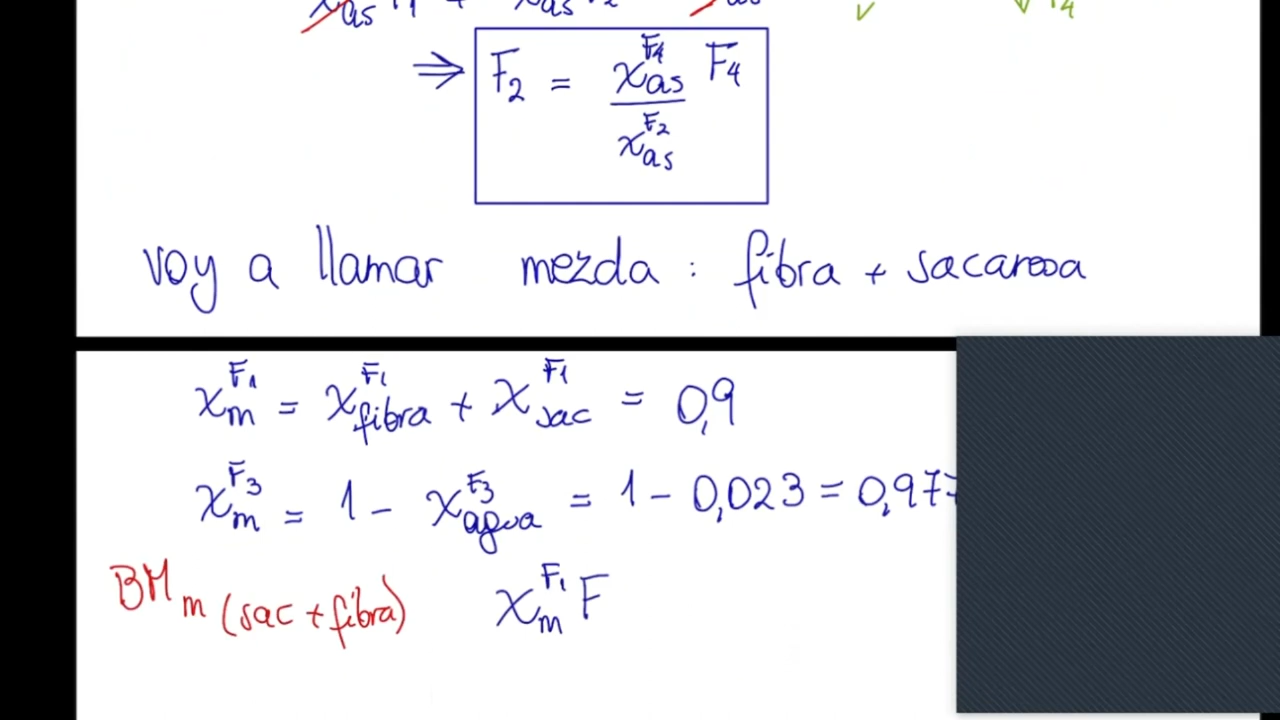 ⇒ F₂ = x_as^F₄ / x_as^F₂ F₄
voy a llamar mezcla : fibra + sacarosa
x_m^F₁ = x_fibra^F₁ + x_sac^F₁ = 0,9
x_m^F₃ = 1 - x_agua^F₃ = 1 - 0,023 = 0,977
BM m (sac + fibra) x_m^F₁ F